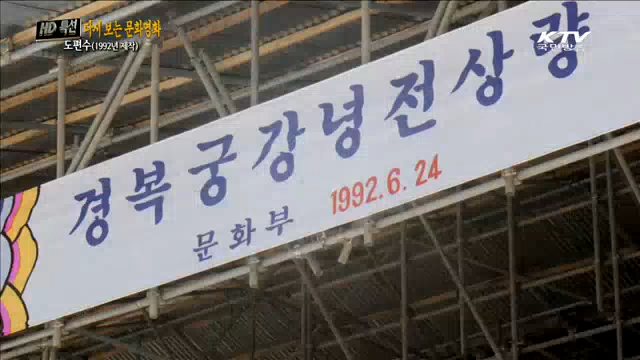 HD 특선 다시 보는 문화영화
도편수(1992년 제작)
KTV
국민방송
경복궁강녕전상량
1992.6.24
문화부